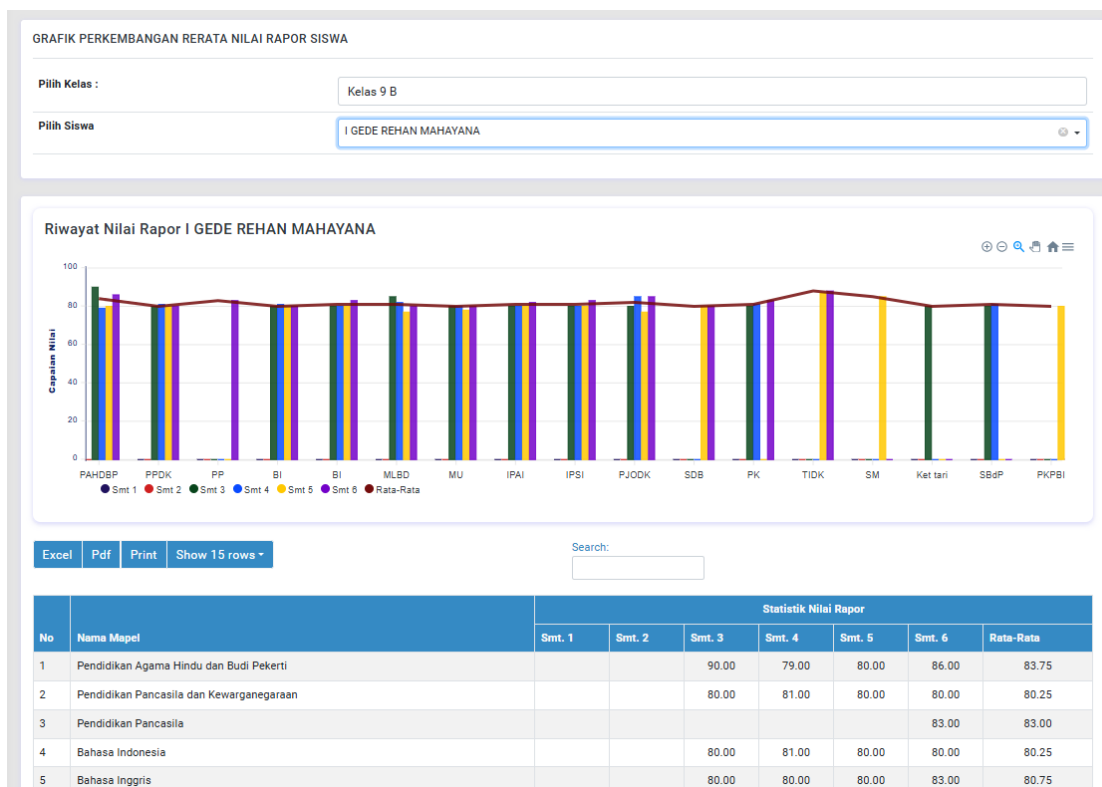 GRAFIK PERKEMBANGAN RERATA NILAI RAPOR SISWA
Pilih Kelas :
Kelas 9 B
Pilih Siswa
I GEDE REHAN MAHAYANA
Riwayat Nilai Rapor I GEDE REHAN MAHAYANA
100
80
60
40
20
0
Capaian Nilai
PAHDBP PPDK PP BI BI MLBD MU IPAI IPSI PJODK SDB PK TIDK SM Ket tari SBdP PKPBI
Smt 1 Smt 2 Smt 3 Smt 4 Smt 5 Smt 6 Rata-Rata
Excel Pdf Print Show 15 rows
Search:
Statistik Nilai Rapor
No Nama Mapel Smt. 1 Smt. 2 Smt. 3 Smt. 4 Smt. 5 Smt. 6 Rata-Rata
1 Pendidikan Agama Hindu dan Budi Pekerti 90.00 79.00 80.00 86.00 83.75
2 Pendidikan Pancasila dan Kewarganegaraan 80.00 81.00 80.00 80.00 80.25
3 Pendidikan Pancasila 83.00 83.00
4 Bahasa Indonesia 80.00 81.00 80.00 80.00 80.25
5 Bahasa Inggris 80.00 80.00 80.00 83.00 80.75